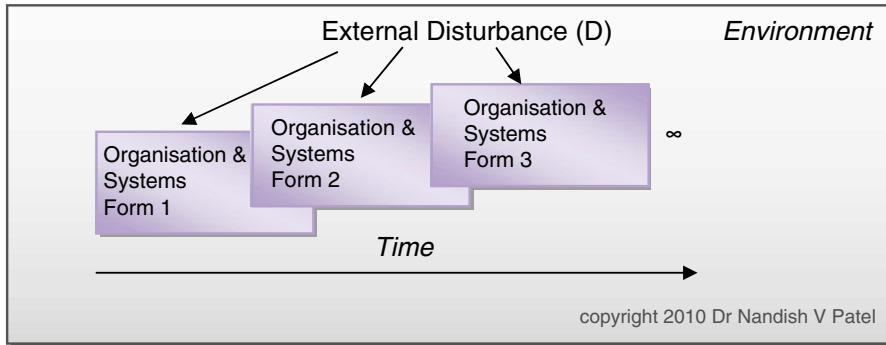 External Disturbance (D)
Environment
Organisation &
Systems
Form 1
Organisation &
Systems
Form 2
Organisation &
Systems
Form 3
∞
Time
copyright 2010 Dr Nandish V Patel